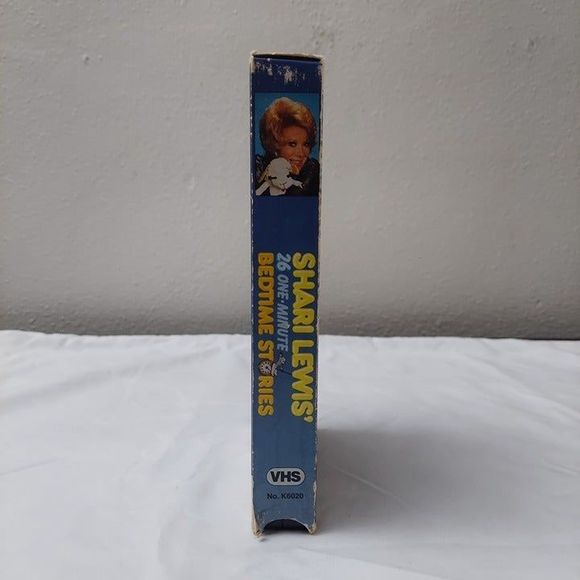 SHARI LEWIS'
26 ONE-MINUTE
BEDTIME STORIES
VHS
No. K6020